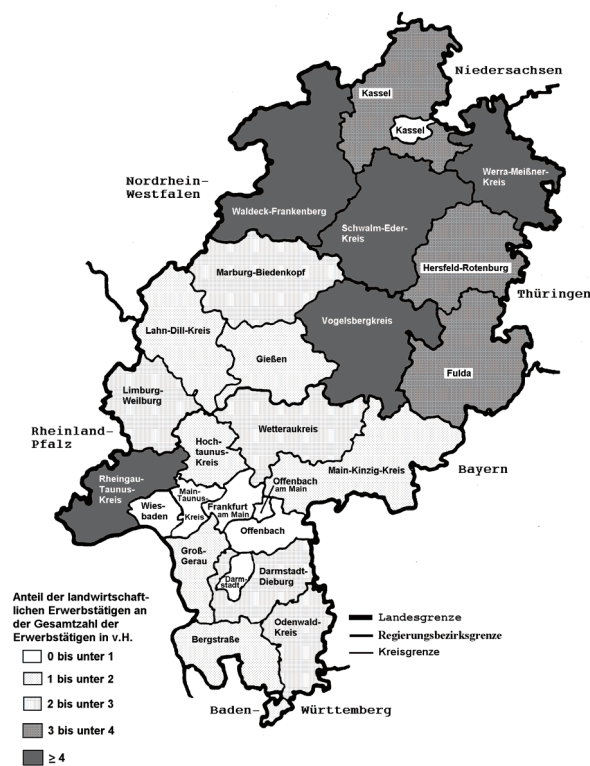 Niedersachsen
Kassel
Kassel
Werra-Meißner-
Kreis
Nordrhein-
Westfalen
Waldeck-Frankenberg
Schwalm-Eder-
Kreis
Marburg-Biedenkopf
Hersfeld-Rotenburg
Thüringen
Lahn-Dill-Kreis
Vogelsbergkreis
Gießen
Fulda
Limburg-
Weilburg
Rheinland-
Pfalz
Wetteraukreis
Hoch-
taunus-
Kreis
Main-Kinzig-Kreis
Bayern
Rheingau-
Taunus-
Kreis
Offenbach
am Main
Main-
Taunus-
Kreis
Wies-
baden
Frankfurt
am Main
Offenbach
Groß-
Gerau
Darm-
stadt
Darmstadt-
Dieburg
Odenwald-
Kreis
Bergstraße
Baden-
Württemberg
Anteil der landwirtschaft-
lichen Erwerbstätigen an
der Gesamtzahl der
Erwerbstätigen in v.H.
0 bis unter 1
1 bis unter 2
2 bis unter 3
3 bis unter 4
≥ 4
Landesgrenze
Regierungsbezirksgrenze
Kreisgrenze